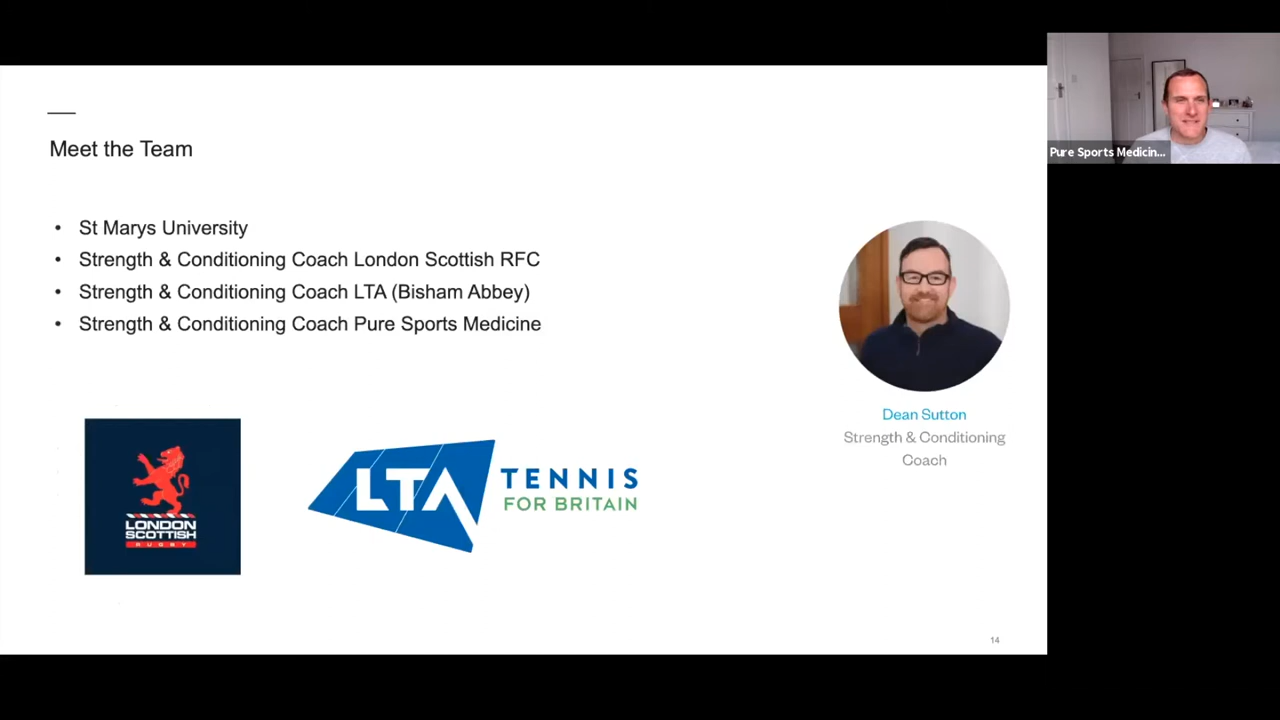 Meet the Team
• St Marys University
• Strength & Conditioning Coach London Scottish RFC
• Strength & Conditioning Coach LTA (Bisham Abbey)
• Strength & Conditioning Coach Pure Sports Medicine
Dean Sutton
Strength & Conditioning
Coach
LONDON
SCOTTISH
RUGBY
LTA
TENNIS
FOR BRITAIN
14
Pure Sports Medicin...